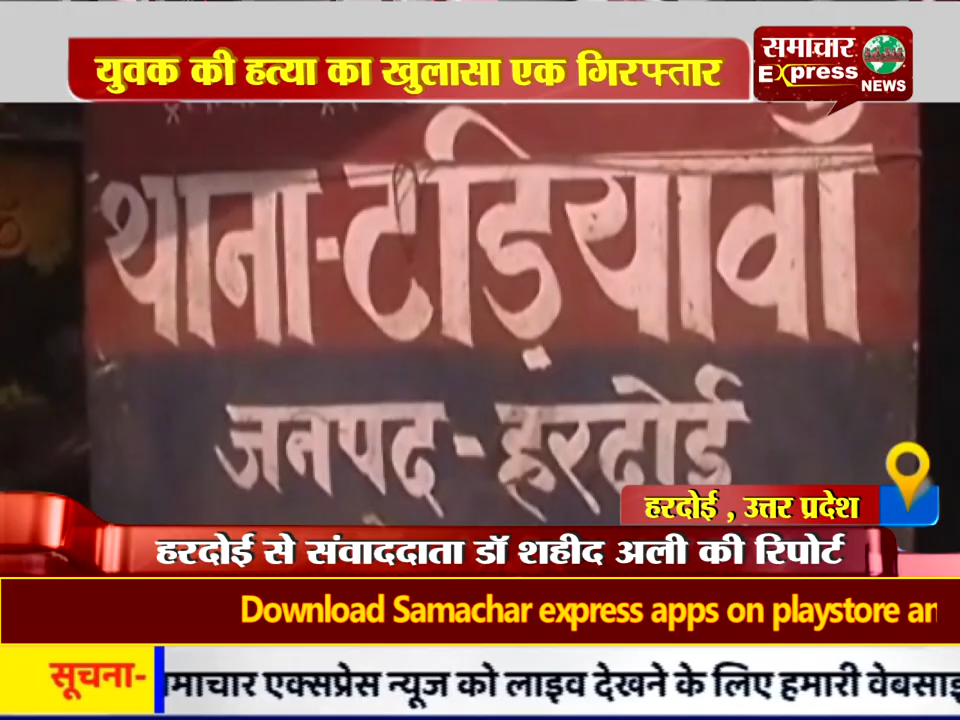 युवक की हत्या का खुलासा एक गिरफ्तार
समाचार
Express
NEWS
थाना-टड़ियावाँ
जनपद-हरदोई
हरदोई , उत्तर प्रदेश
हरदोई से संवाददाता डॉ शहीद अली की रिपोर्ट
Download Samachar express apps on playstore an
सूचना- माचार एक्सप्रेस न्यूज को लाइव देखने के लिए हमारी वेबसाइ